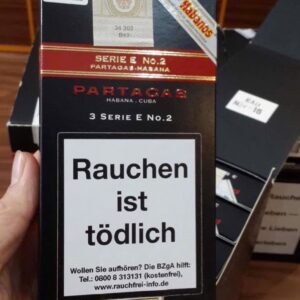 Habanos
SERIE E No.2
PARTAGAS·HABANA
PARTAGAS
HABANA · CUBA
3 SERIE E No.2
Rauchen
ist
tödlich
Wollen Sie aufhören? Die BZgA hilft:
Tel.: 0800 8 313131 (kostenfrei),
www.rauchfrei-info.de